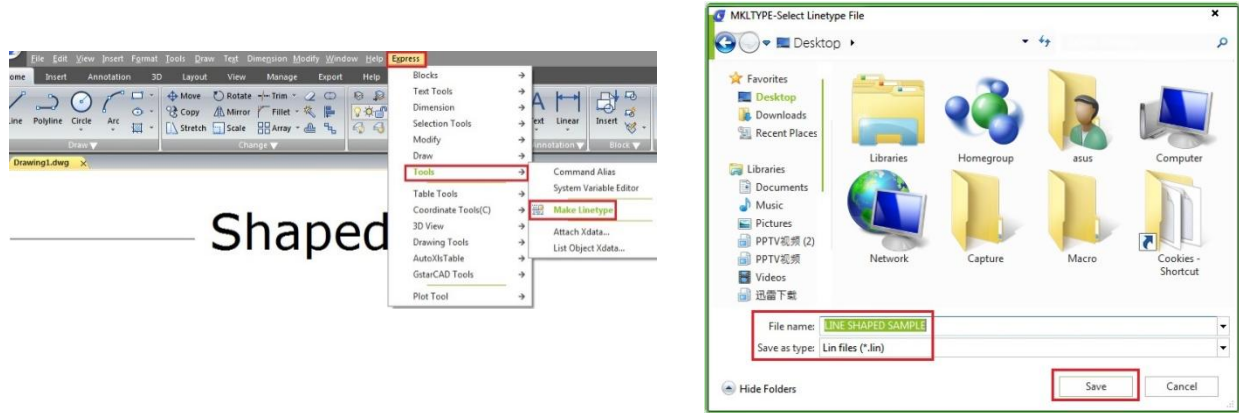 File Edit View Insert Format Tools Draw Text Dimension Modify Window Help Express
ome Insert Annotation 3D Layout View Manage Export Help
Line Polyline Circle Arc
Move Rotate Trim
Copy Mirror Fillet
Stretch Scale Array
ext Linear Insert
Draw Change nnotation Block
Drawing1.dwg
Shaped
Blocks
Text Tools
Dimension
Selection Tools
Modify
Draw
Tools
Table Tools
Coordinate Tools(C)
3D View
Drawing Tools
AutoXlsTable
GstarCAD Tools
Plot Tool
Command Alias
System Variable Editor
Make Linetype
Attach Xdata...
List Object Xdata...
MKLTYPE-Select Linetype File
Desktop
Favorites
Desktop
Downloads
Recent Places
Libraries
Documents
Music
Pictures
PPTV视频 (2)
PPTV视频
Videos
迅雷下载
Libraries
Homegroup
asus
Computer
Network
Capture
Macro
Cookies -
Shortcut
File name: LINE SHAPED SAMPLE
Save as type: Lin files (*.lin)
Hide Folders
Save
Cancel